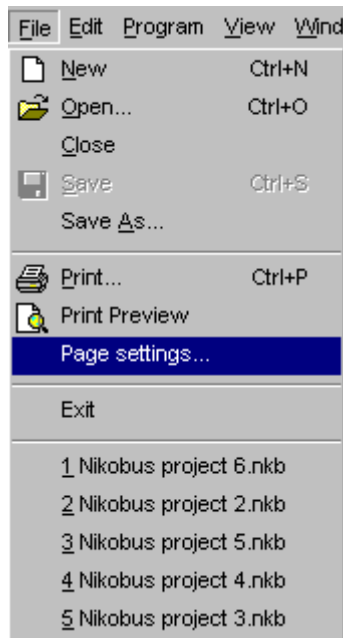 File Edit Program View Wind
New Ctrl+N
Open... Ctrl+O
Close
Save Ctrl+S
Save As...
Print... Ctrl+P
Print Preview
Page settings...
Exit
1 Nikobus project 6.nkb
2 Nikobus project 2.nkb
3 Nikobus project 5.nkb
4 Nikobus project 4.nkb
5 Nikobus project 3.nkb